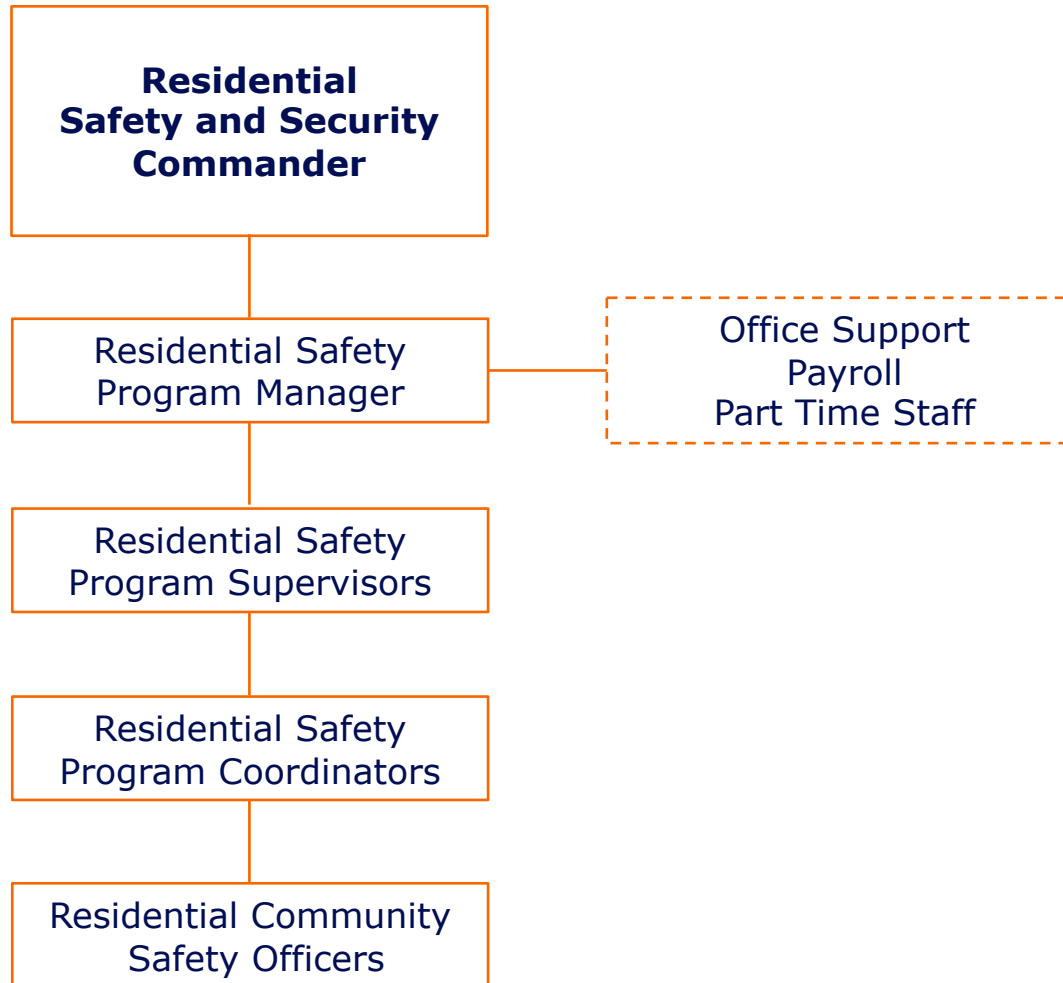 Residential
Safety and Security
Commander
Residential Safety
Program Manager
Office Support
Payroll
Part Time Staff
Residential Safety
Program Supervisors
Residential Safety
Program Coordinators
Residential Community
Safety Officers